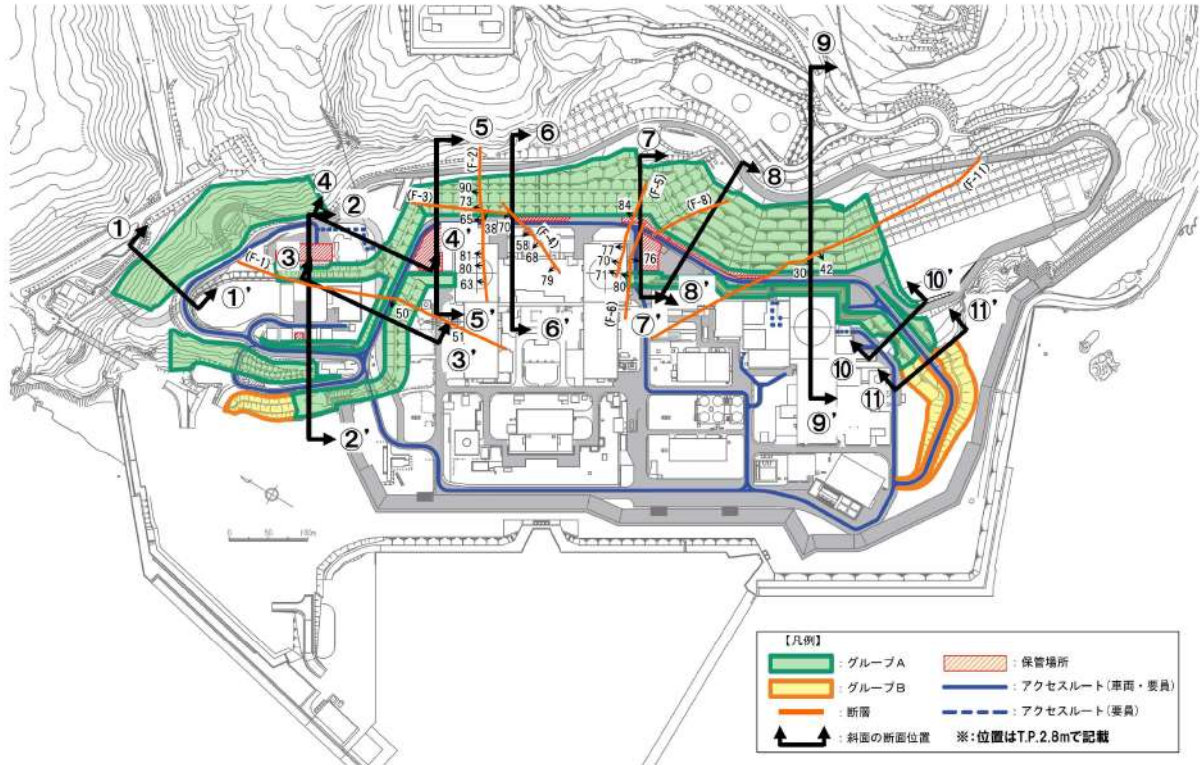 ⑨
⑤
⑥
⑦
⑧
(F-2)
④
②
(F-3)
90
73
65
38
70
(F-4)
58
68
79
84
(F-5)
(F-8)
(F-11)
①
③
④'
(F-1)
81
80
63
77
70
71
80
76
30
42
①'
50
51
⑤'
⑥'
(F-6)
⑧'
⑦'
⑩'
⑪'
③'
⑩
⑪
⑨'
②'
0 50 100m
【凡例】
: グループA
: 保管場所
: グループB
: アクセスルート(車両・要員)
: 断層
: アクセスルート(要員)
: 斜面の断面位置
※:位置はT.P.2.8mで記載